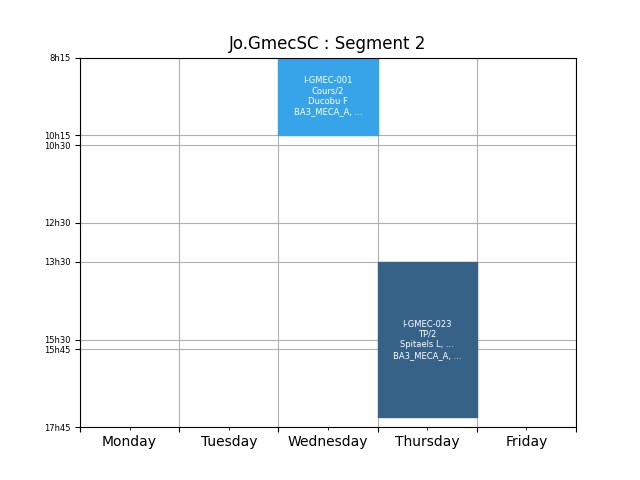 Jo.GmecSC : Segment 2
8h15
I-GMEC-001
Cours/2
Ducobu F
BA3_MECA_A, ...
10h15
10h30
12h30
13h30
I-GMEC-023
TP/2
Spitaels L, ...
BA3_MECA_A, ...
15h30
15h45
17h45
Monday Tuesday Wednesday Thursday Friday